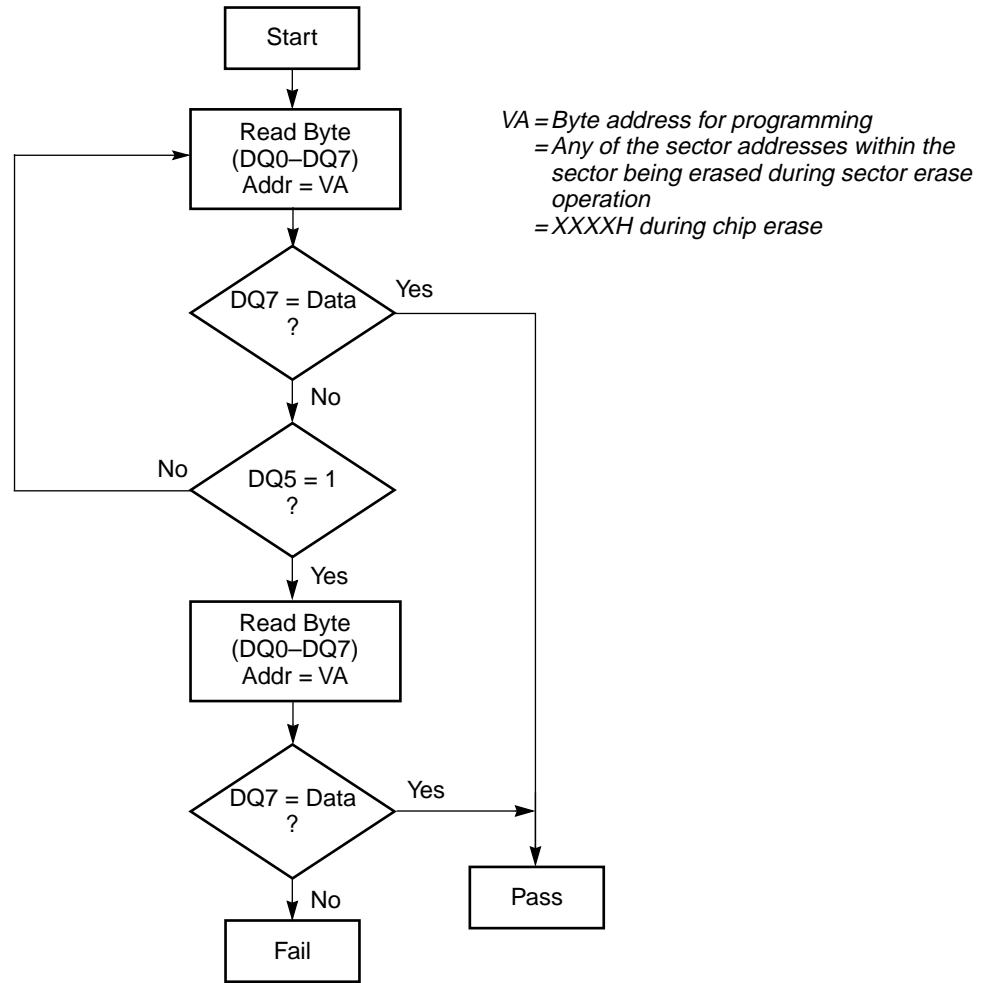 Start
Read Byte
(DQ0–DQ7)
Addr = VA
VA = Byte address for programming
= Any of the sector addresses within the
sector being erased during sector erase
operation
= XXXXH during chip erase
DQ7 = Data
?
Yes
No
DQ5 = 1
?
No
Yes
Read Byte
(DQ0–DQ7)
Addr = VA
DQ7 = Data
?
Yes
No
Pass
Fail